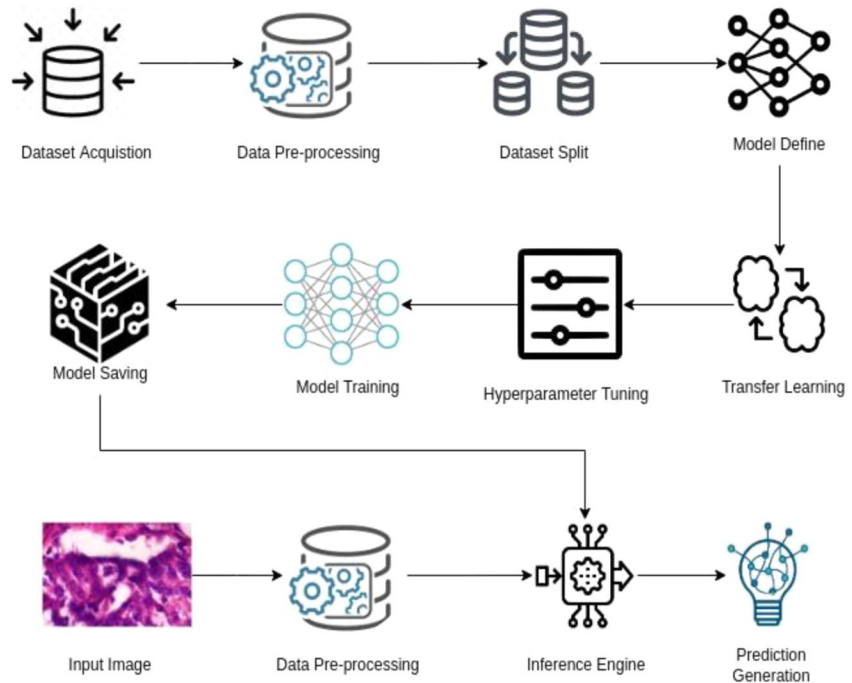 Dataset Acquistion
Data Pre-processing
Dataset Split
Model Define
Model Saving
Model Training
Hyperparameter Tuning
Transfer Learning
Input Image
Data Pre-processing
Inference Engine
Prediction
Generation